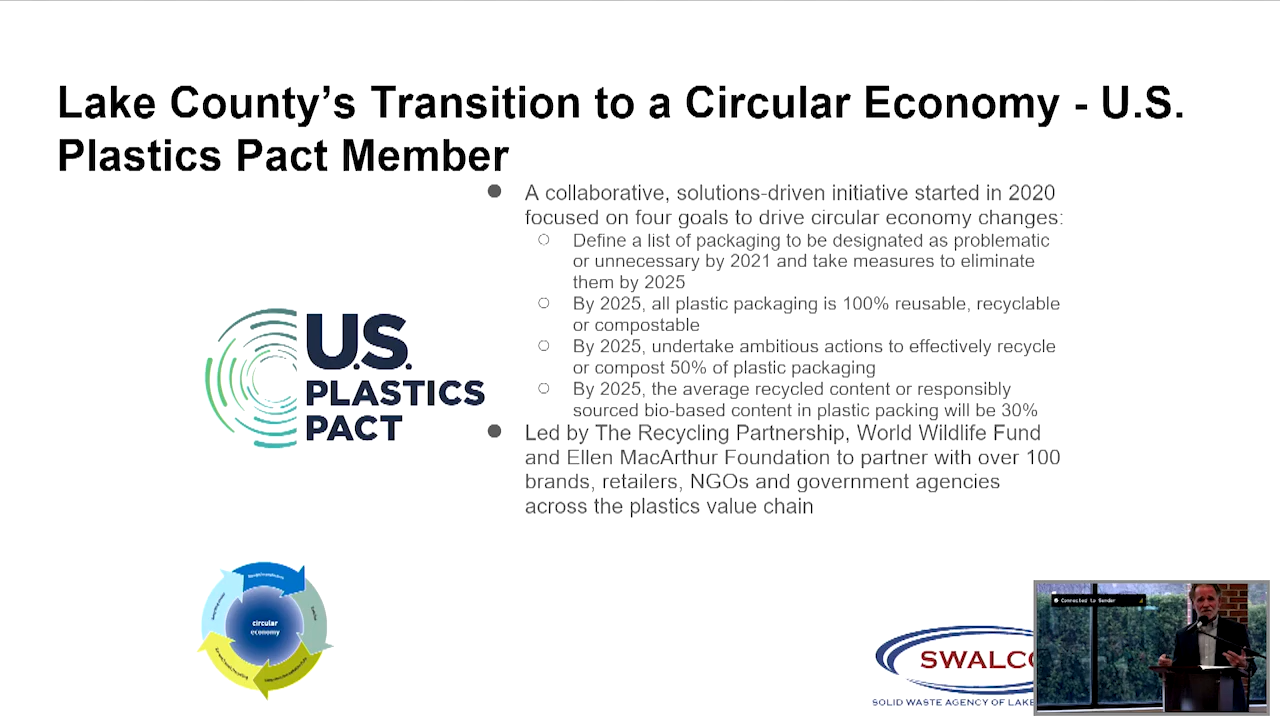 Lake County’s Transition to a Circular Economy - U.S.
Plastics Pact Member
● A collaborative, solutions-driven initiative started in 2020
focused on four goals to drive circular economy changes:
○ Define a list of packaging to be designated as problematic
or unnecessary by 2021 and take measures to eliminate
them by 2025
○ By 2025, all plastic packaging is 100% reusable, recyclable
or compostable
○ By 2025, undertake ambitious actions to effectively recycle
or compost 50% of plastic packaging
○ By 2025, the average recycled content or responsibly
sourced bio-based content in plastic packing will be 30%
● Led by The Recycling Partnership, World Wildlife Fund
and Ellen MacArthur Foundation to partner with over 100
brands, retailers, NGOs and government agencies
across the plastics value chain
U.S.
PLASTICS
PACT
circular
economy
SWALC
SOLID WASTE AGENCY OF LAKE
Connected to Sender